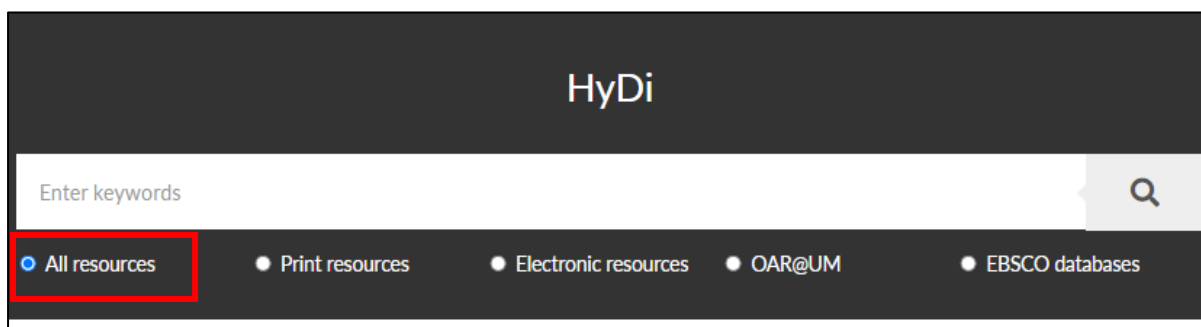 HyDi
Enter keywords
All resources Print resources Electronic resources OAR@UM EBSCO databases